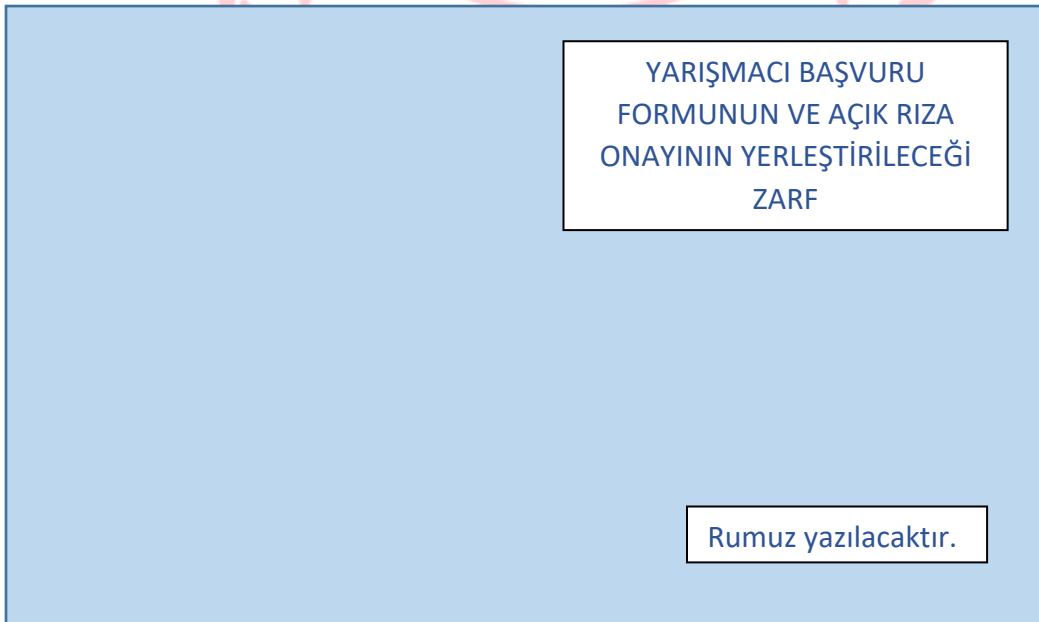 YARIŞMACI BAŞVURU
FORMUNUN VE AÇIK RIZA
ONAYININ YERLEŞTİRİLECEĞİ
ZARF
Rumuz yazılacaktır.